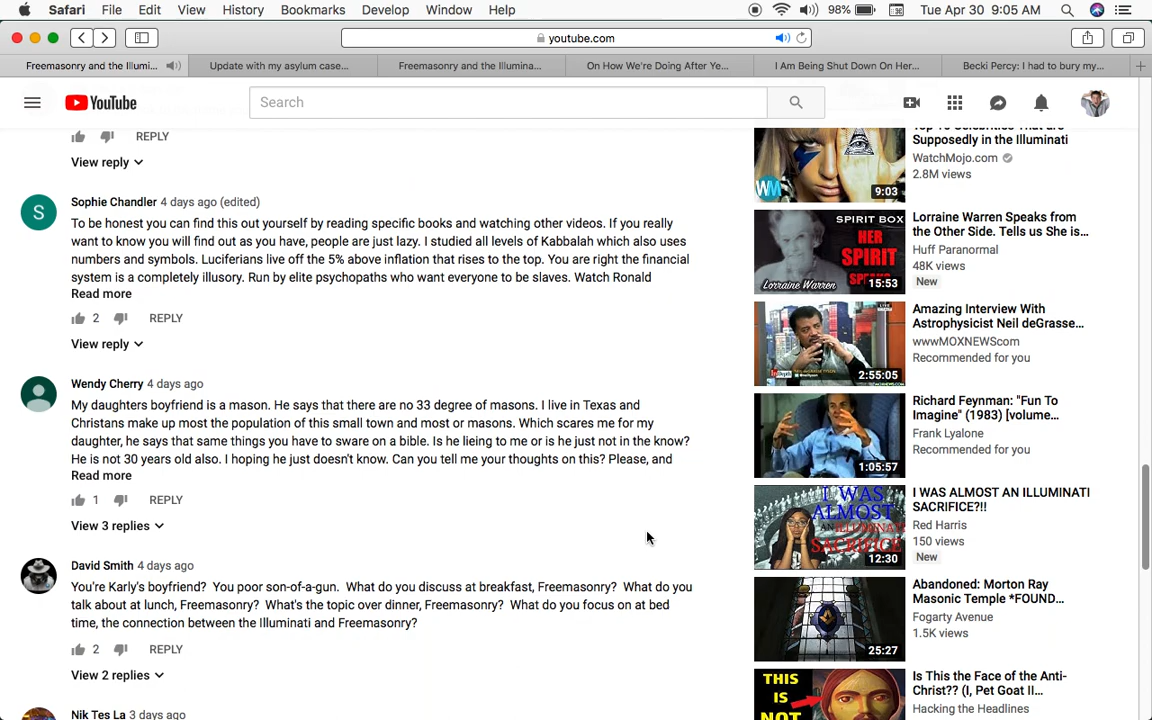 Safari File Edit View History Bookmarks Develop Window Help 98% Tue Apr 30 9:05 AM
youtube.com
Freemasonry and the Illumi... Update with my asylum case... Freemasonry and the Illumina... On How We're Doing After Ye... I Am Being Shut Down On Her... Becki Percy: I had to bury my...
YouTube
Search
REPLY
View reply
S
Sophie Chandler 4 days ago (edited)
To be honest you can find this out yourself by reading specific books and watching other videos. If you really
want to know you will find out as you have, people are just lazy. I studied all levels of Kabbalah which also uses
numbers and symbols. Luciferians live off the 5% above inflation that rises to the top. You are right the financial
system is a completely illusory. Run by elite psychopaths who want everyone to be slaves. Watch Ronald
Read more
2 REPLY
View reply
Wendy Cherry 4 days ago
My daughters boyfriend is a mason. He says that there are no 33 degree of masons. I live in Texas and
Christans make up most the population of this small town and most or masons. Which scares me for my
daughter, he says that same things you have to sware on a bible. Is he lieing to me or is he just not in the know?
He is not 30 years old also. I hoping he just doesn't know. Can you tell me your thoughts on this? Please, and
Read more
1 REPLY
View 3 replies
David Smith 4 days ago
You're Karly's boyfriend? You poor son-of-a-gun. What do you discuss at breakfast, Freemasonry? What do you
talk about at lunch, Freemasonry? What's the topic over dinner, Freemasonry? What do you focus on at bed
time, the connection between the Illuminati and Freemasonry?
2 REPLY
View 2 replies
Nik Tes La 3 days ago
Top 10 Celebrities That are
Supposedly in the Illuminati
WatchMojo.com
2.8M views
WM
9:03
SPIRIT BOX
HER
SPIRIT
SPEAKS
Lorraine Warren
15:53
Lorraine Warren Speaks from
the Other Side. Tells us She is...
Huff Paranormal
48K views
New
2:55:05
Amazing Interview With
Astrophysicist Neil deGrasse...
wwwMOXNEWScom
Recommended for you
1:05:57
Richard Feynman: "Fun To
Imagine" (1983) [volume...
Frank Lyalone
Recommended for you
I WAS
ALMOST
AN ILLUMINATI
SACRIFICE?!!
12:30
I WAS ALMOST AN ILLUMINATI
SACRIFICE?!!
Red Harris
150 views
New
25:27
Abandoned: Morton Ray
Masonic Temple *FOUND...
Fogarty Avenue
1.5K views
THIS
IS
NOT
Is This the Face of the Anti-
Christ?? (I, Pet Goat II...
Hacking the Headlines